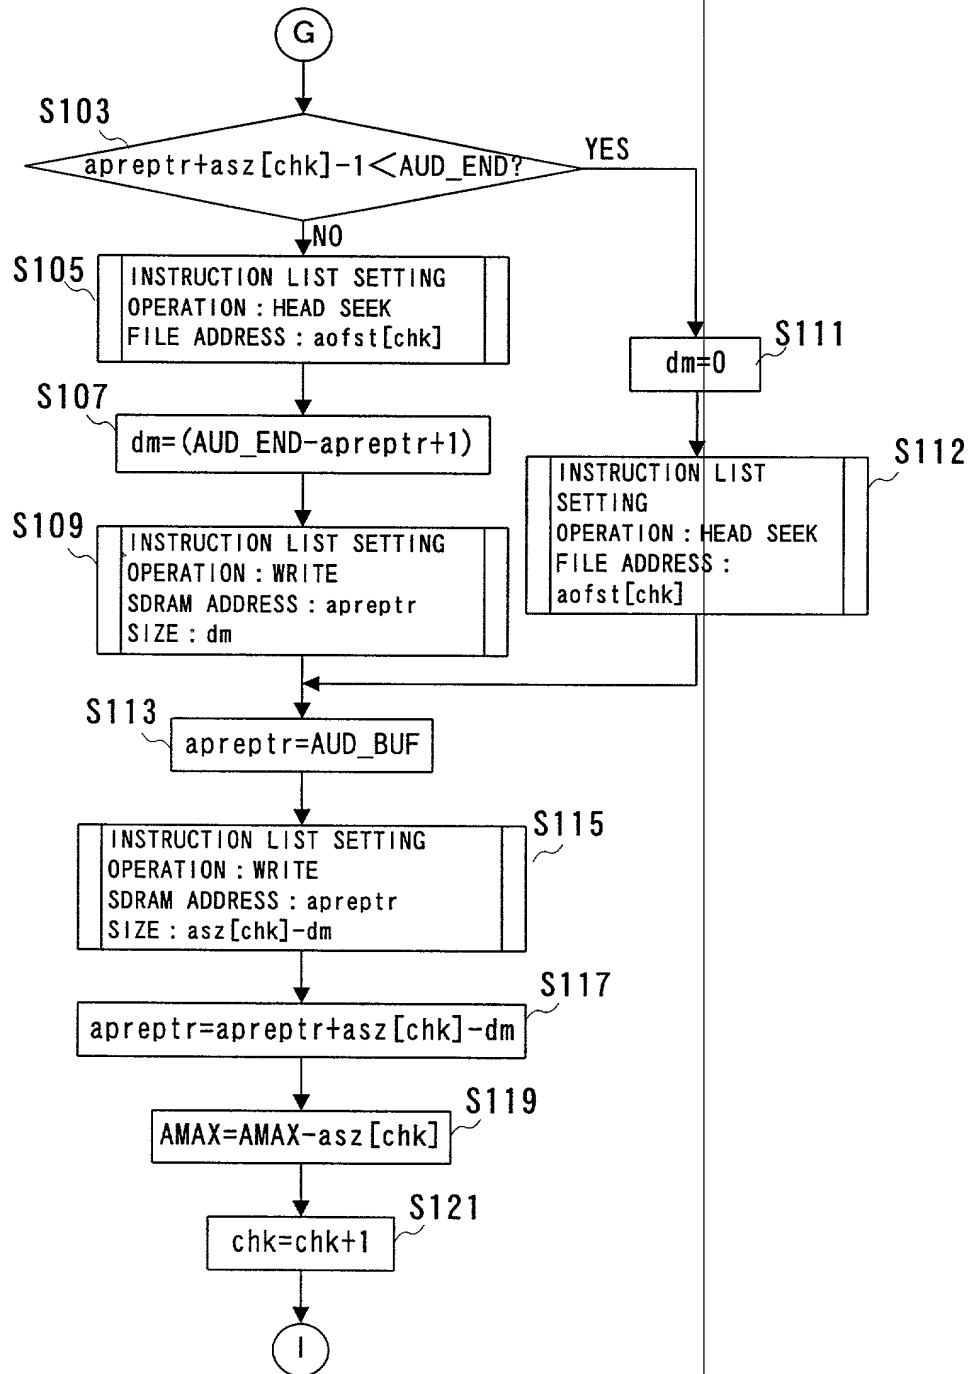 G
S103
apreptr+asz[chk]-1<AUD_END?
YES
NO
S105
INSTRUCTION LIST SETTING
OPERATION : HEAD SEEK
FILE ADDRESS : aofst[chk]
S111
dm=0
S107
dm=(AUD_END-apreptr+1)
S112
INSTRUCTION LIST
SETTING
OPERATION : HEAD SEEK
FILE ADDRESS :
aofst[chk]
S109
INSTRUCTION LIST SETTING
OPERATION : WRITE
SDRAM ADDRESS : apreptr
SIZE : dm
S113
apreptr=AUD_BUF
S115
INSTRUCTION LIST SETTING
OPERATION : WRITE
SDRAM ADDRESS : apreptr
SIZE : asz[chk]-dm
S117
apreptr=apreptr+asz[chk]-dm
S119
AMAX=AMAX-asz[chk]
S121
chk=chk+1
I